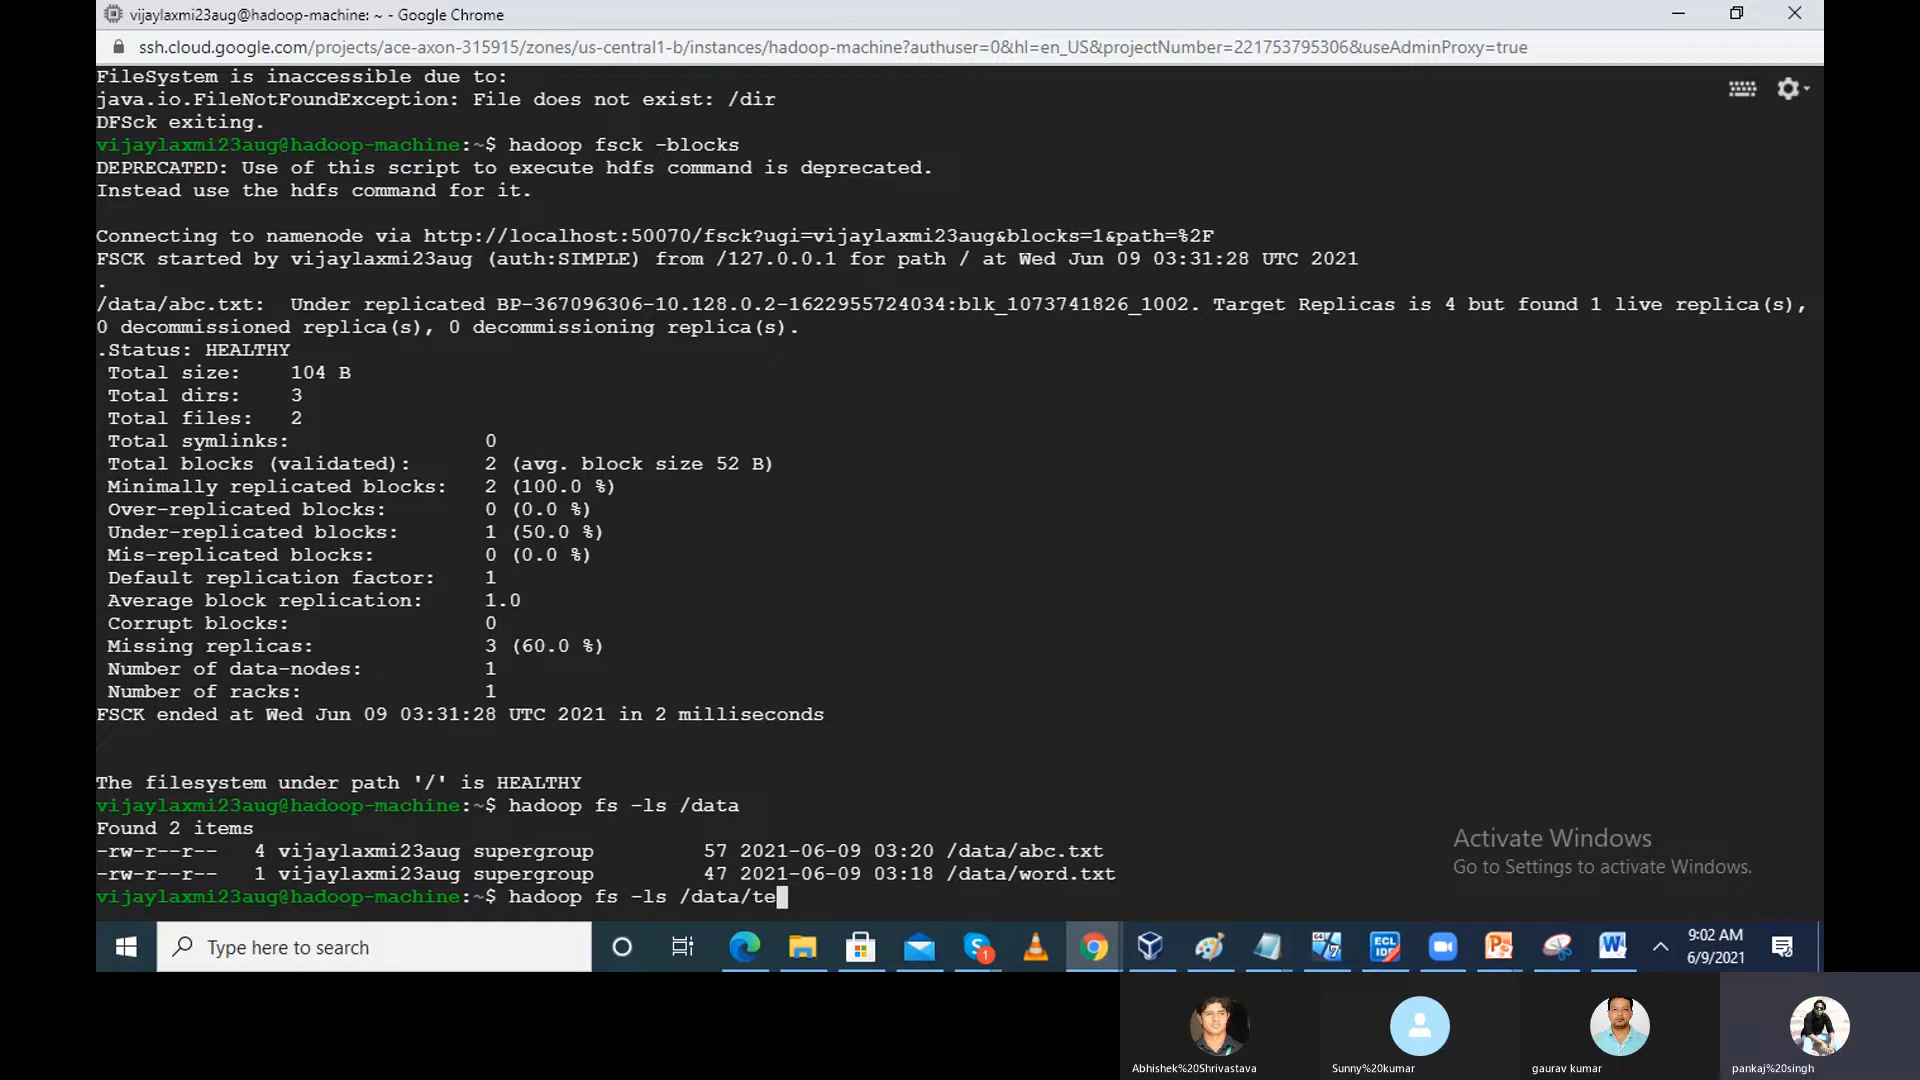 vijaylaxmi23aug@hadoop-machine: ~ - Google Chrome
ssh.cloud.google.com/projects/ace-axon-315915/zones/us-central1-b/instances/hadoop-machine?authuser=0&hl=en_US&projectNumber=221753795306&useAdminProxy=true
FileSystem is inaccessible due to:
java.io.FileNotFoundException: File does not exist: /dir
DFSck exiting.
vijaylaxmi23aug@hadoop-machine:~$ hadoop fsck -blocks
DEPRECATED: Use of this script to execute hdfs command is deprecated.
Instead use the hdfs command for it.
Connecting to namenode via http://localhost:50070/fsck?ugi=vijaylaxmi23aug&blocks=1&path=%2F
FSCK started by vijaylaxmi23aug (auth:SIMPLE) from /127.0.0.1 for path / at Wed Jun 09 03:31:28 UTC 2021
.
/data/abc.txt:  Under replicated BP-367096306-10.128.0.2-1622955724034:blk_1073741826_1002. Target Replicas is 4 but found 1 live replica(s),
0 decommissioned replica(s), 0 decommissioning replica(s).
.Status: HEALTHY
Total size:    104 B
Total dirs:    3
Total files:   2
Total symlinks:                0
Total blocks (validated):      2 (avg. block size 52 B)
Minimally replicated blocks:   2 (100.0 %)
Over-replicated blocks:        0 (0.0 %)
Under-replicated blocks:       1 (50.0 %)
Mis-replicated blocks:         0 (0.0 %)
Default replication factor:    1
Average block replication:     1.0
Corrupt blocks:                0
Missing replicas:              3 (60.0 %)
Number of data-nodes:          1
Number of racks:               1
FSCK ended at Wed Jun 09 03:31:28 UTC 2021 in 2 milliseconds
The filesystem under path '/' is HEALTHY
vijaylaxmi23aug@hadoop-machine:~$ hadoop fs -ls /data
Found 2 items
-rw-r--r--   4 vijaylaxmi23aug supergroup         57 2021-06-09 03:20 /data/abc.txt
-rw-r--r--   1 vijaylaxmi23aug supergroup         47 2021-06-09 03:18 /data/word.txt
vijaylaxmi23aug@hadoop-machine:~$ hadoop fs -ls /data/te
Activate Windows
Go to Settings to activate Windows.
Type here to search
1
64
7
ECL
IDE
P
W
9:02 AM
6/9/2021
Abhishek%20Shrivastava
Sunny%20kumar
gaurav kumar
pankaj%20singh